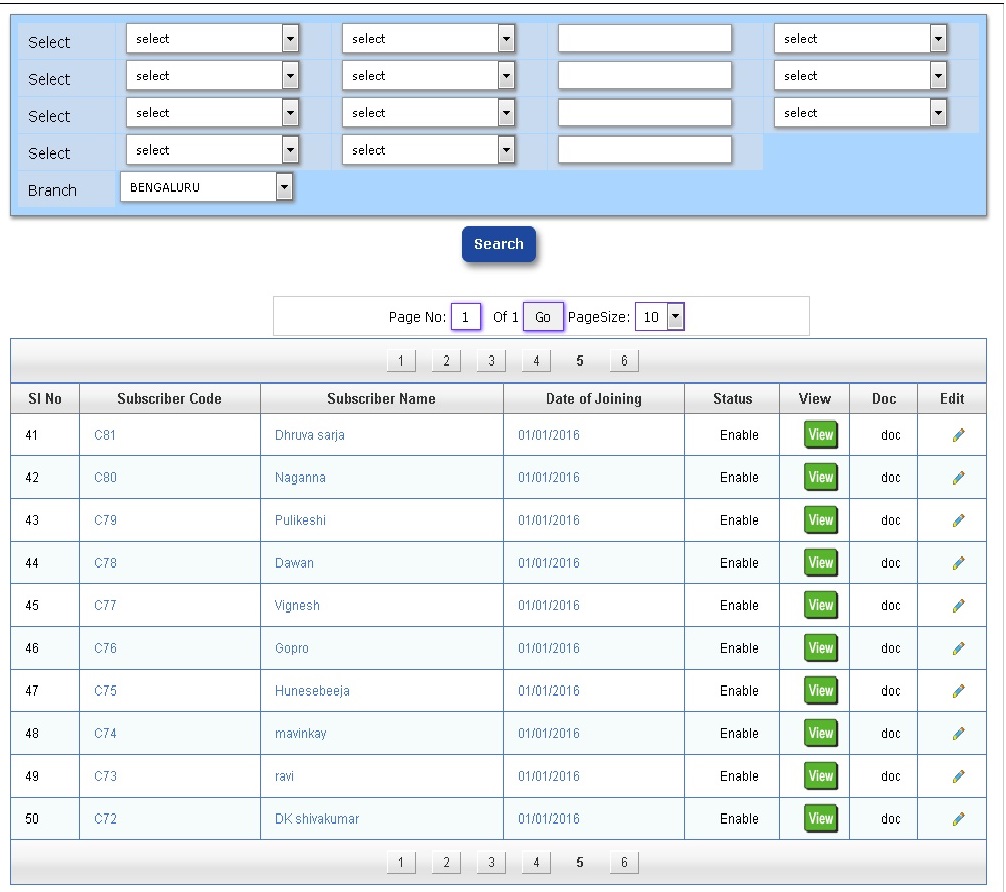 Select select select select
Select select select select
Select select select select
Select select select
Branch BENGALURU
Search
Page No: 1 Of 1 Go PageSize: 10
1 2 3 4 5 6
Sl No Subscriber Code Subscriber Name Date of Joining Status View Doc Edit
41 C81 Dhruva sarja 01/01/2016 Enable View doc
42 C80 Naganna 01/01/2016 Enable View doc
43 C79 Pulikeshi 01/01/2016 Enable View doc
44 C78 Dawan 01/01/2016 Enable View doc
45 C77 Vignesh 01/01/2016 Enable View doc
46 C76 Gopro 01/01/2016 Enable View doc
47 C75 Hunesebeeja 01/01/2016 Enable View doc
48 C74 mavinkay 01/01/2016 Enable View doc
49 C73 ravi 01/01/2016 Enable View doc
50 C72 DK shivakumar 01/01/2016 Enable View doc
1 2 3 4 5 6